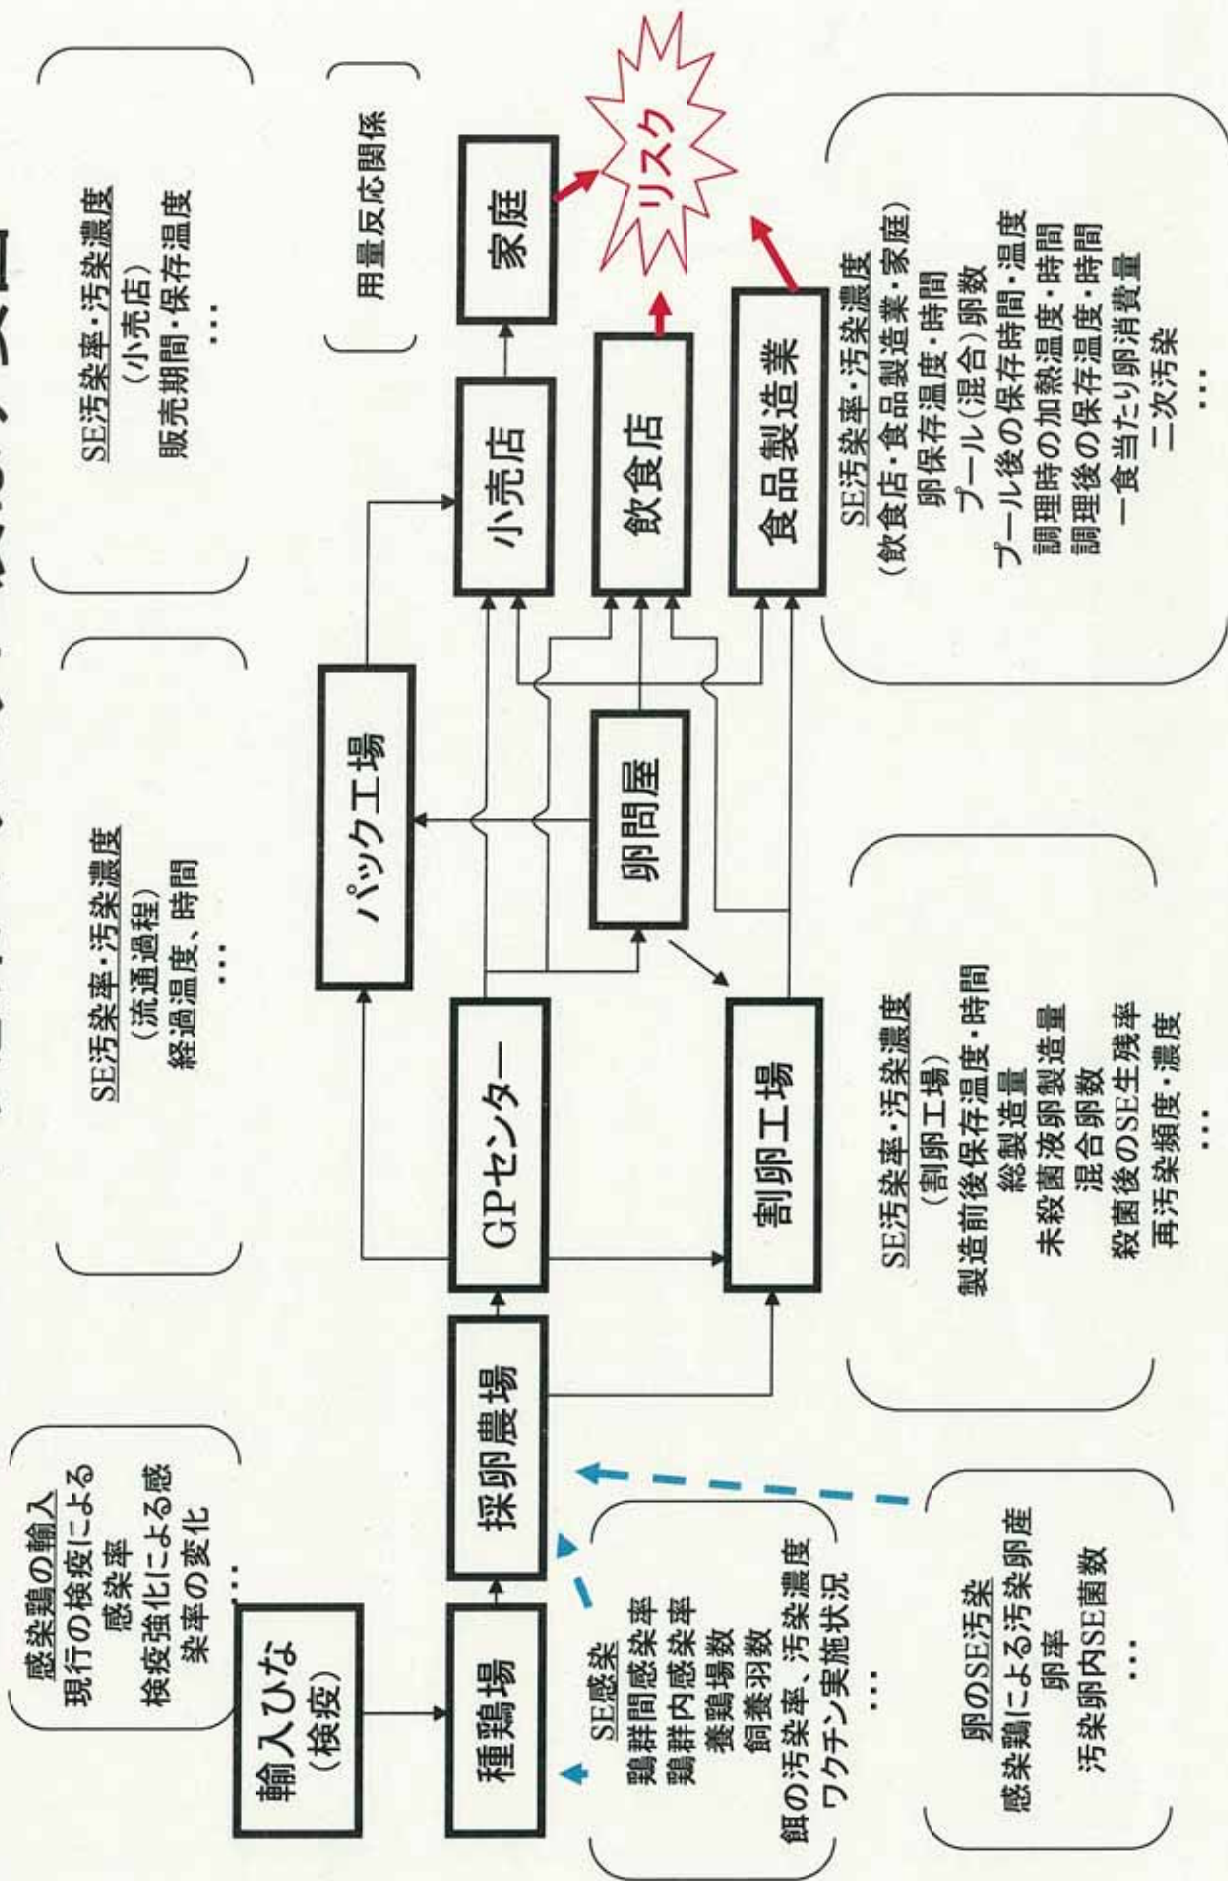 感染鶏の輸入
現行の検疫による
感染率
検疫強化による感
染率の変化
…
SE汚染率・汚染濃度
(流通過程)
経過温度、時間
…
SE汚染率・汚染濃度
(小売店)
販売期間・保存温度
…
用量反応関係
輸入ひな
(検疫)
種鶏場
採卵農場
GPセンター
パック工場
卵問屋
割卵工場
小売店
飲食店
食品製造業
家庭
リスク
SE感染
鶏群間感染率
鶏群内感染率
養鶏場数
飼養羽数
餌の汚染率、汚染濃度
ワクチン実施状況
…
卵のSE汚染
感染鶏による汚染卵産
卵率
汚染卵内SE菌数
…
SE汚染率・汚染濃度
(割卵工場)
製造前後保存温度・時間
総製造量
未殺菌液卵製造量
混合卵数
殺菌後のSE生残率
再汚染頻度・濃度
…
SE汚染率・汚染濃度
(飲食店・食品製造業・家庭)
卵保存温度・時間
プール(混合)卵数
プール後の保存時間・温度
調理時の加熱温度・時間
調理後の保存温度・時間
一食当たり卵消費量
二次汚染
…